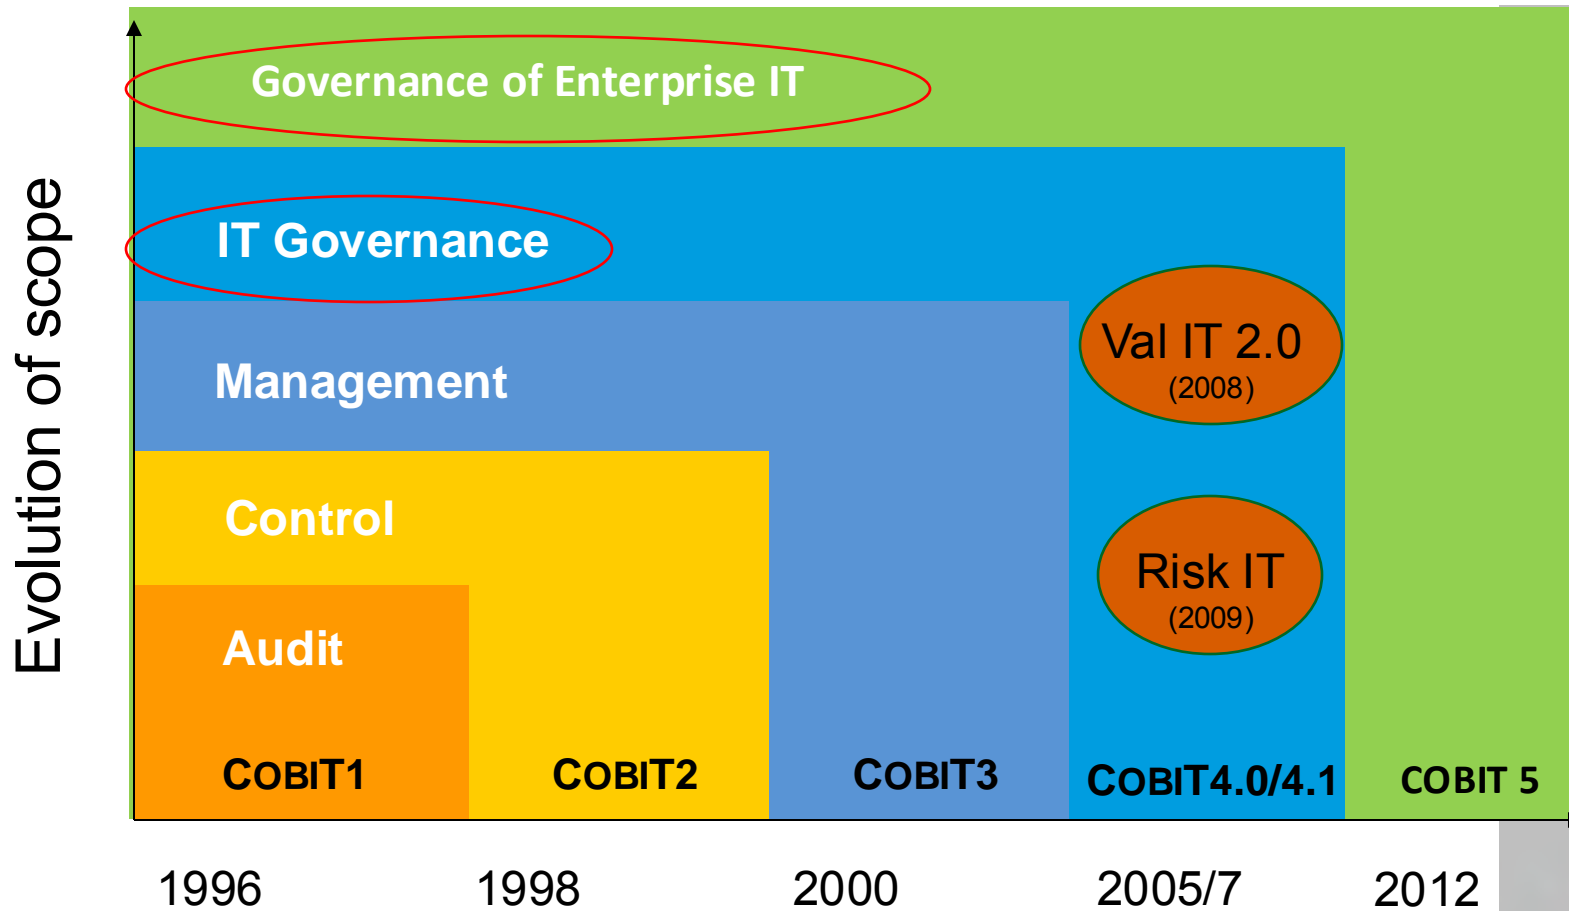 Evolution of scope
Governance of Enterprise IT
IT Governance
Management
Control
Audit
Val IT 2.0
(2008)
Risk IT
(2009)
COBIT1
COBIT2
COBIT3
COBIT4.0/4.1
COBIT 5
1996
1998
2000
2005/7
2012